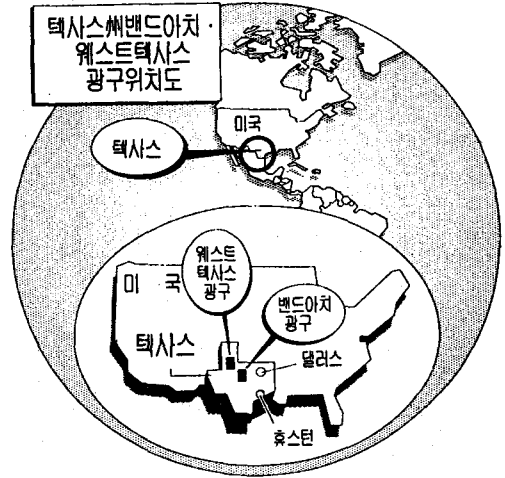 텍사스州밴드아치·
웨스트텍사스
광구위치도
미국
텍사스
웨스트
텍사스
광구
미 국
밴드아치
광구
텍사스
댈러스
휴스턴